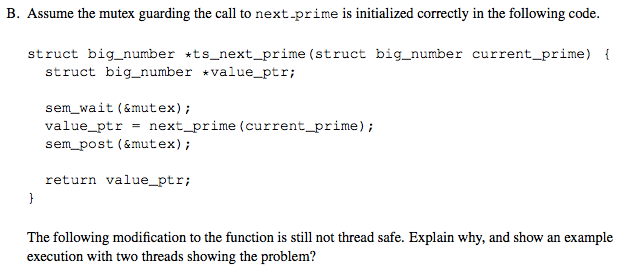 B. Assume the mutex guarding the call to next_prime is initialized correctly in the following code.
struct big_number *ts_next_prime(struct big_number current_prime) {
struct big_number *value_ptr;
sem_wait(&mutex);
value_ptr = next_prime(current_prime);
sem_post(&mutex);
return value_ptr;
}
The following modification to the function is still not thread safe. Explain why, and show an example
execution with two threads showing the problem?